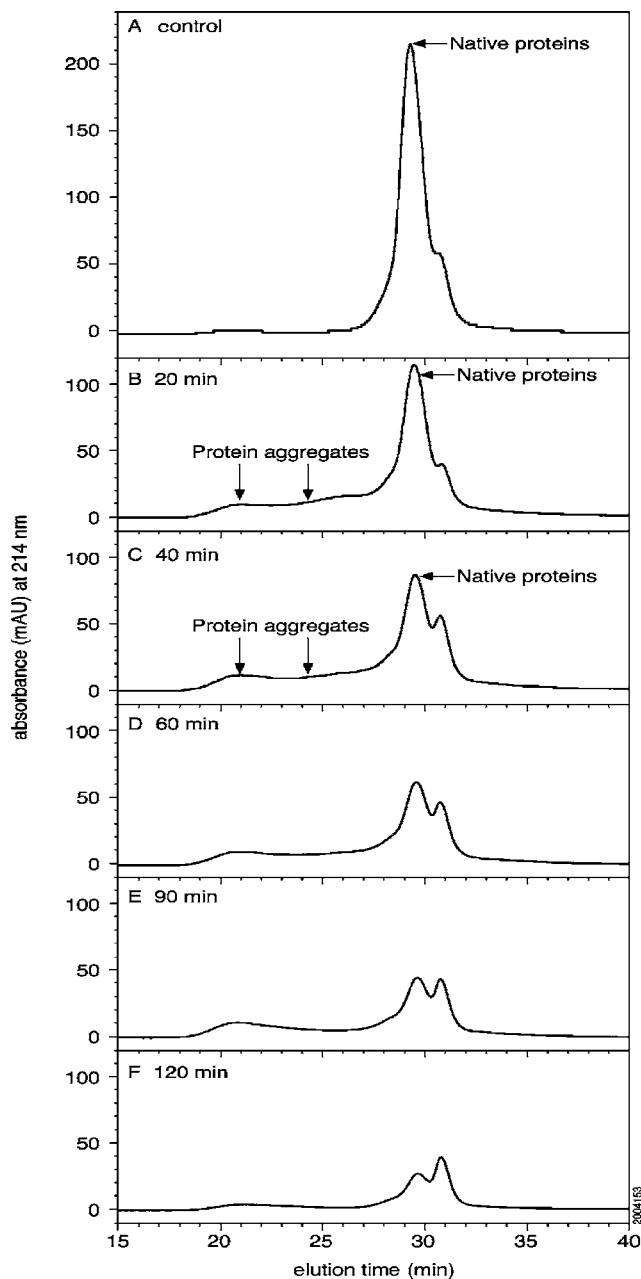 A control
Native proteins
200
150
100
50
0
B 20 min
Native proteins
100
Protein aggregates
50
0
C 40 min
Native proteins
100
Protein aggregates
50
0
D 60 min
100
50
0
E 90 min
100
50
0
F 120 min
100
50
0
15 20 25 30 35 40
elution time (min)
absorbance (mAU) at 214 nm
2004153